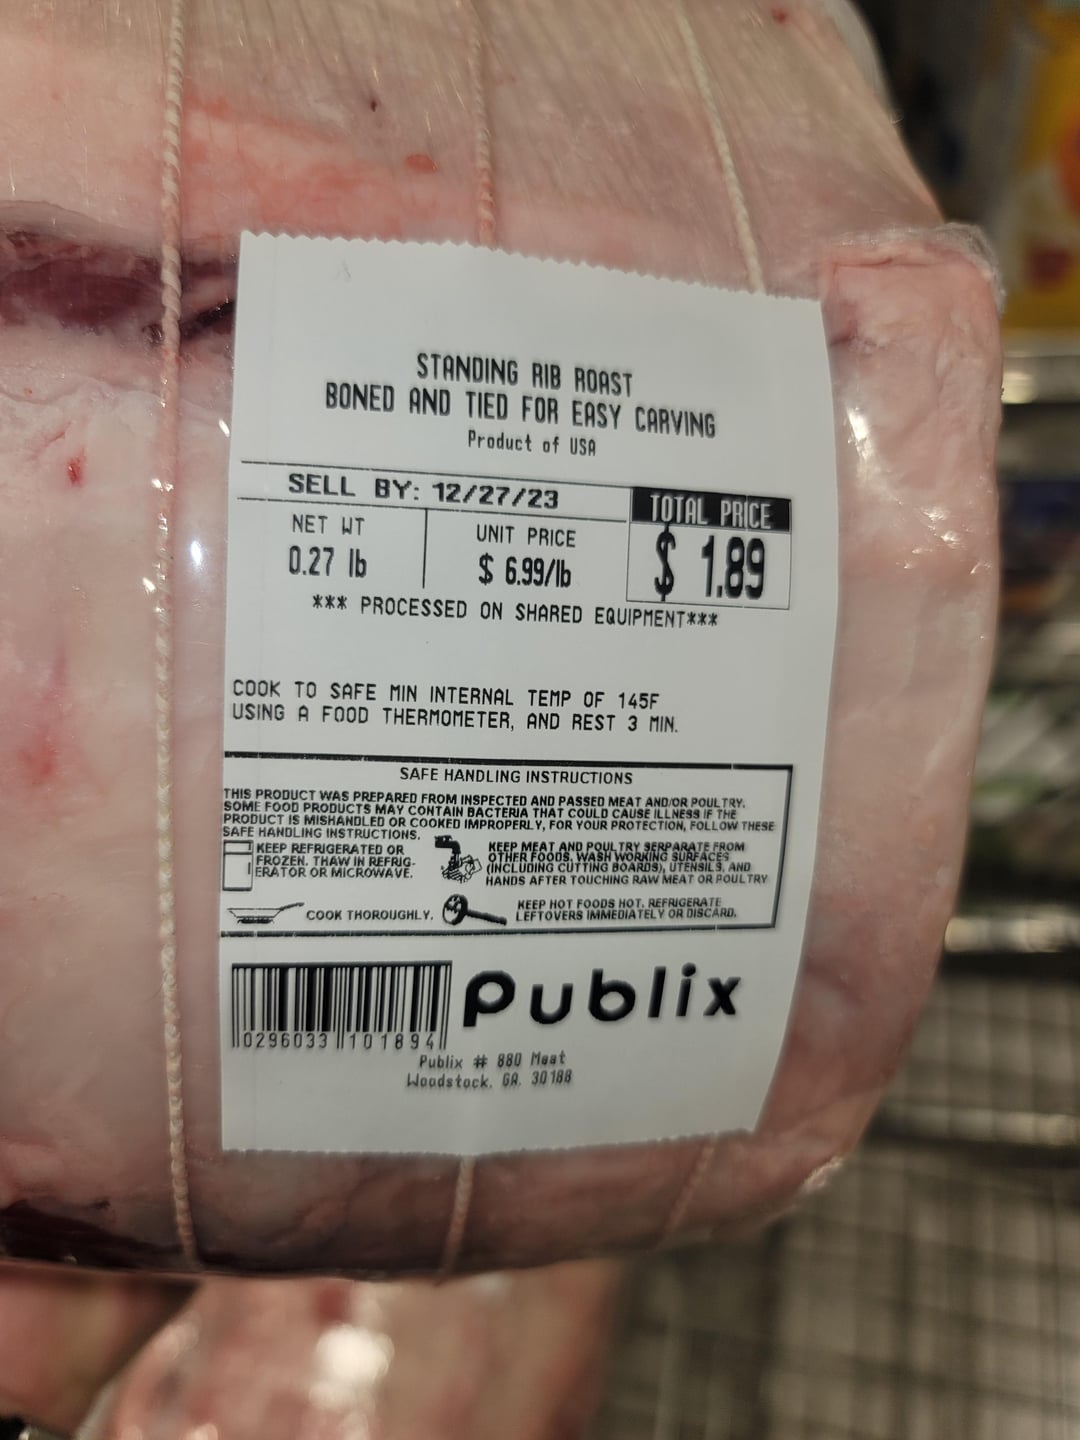 STANDING RIB ROAST
BONED AND TIED FOR EASY CARVING
Product of USA
SELL BY: 12/27/23
TOTAL PRICE
NET WT
UNIT PRICE
0.27 lb
$ 6.99/lb
$ 1.89
*** PROCESSED ON SHARED EQUIPMENT***
COOK TO SAFE MIN INTERNAL TEMP OF 145F
USING A FOOD THERMOMETER, AND REST 3 MIN.
SAFE HANDLING INSTRUCTIONS
THIS PRODUCT WAS PREPARED FROM INSPECTED AND PASSED MEAT AND/OR POULTRY.
SOME FOOD PRODUCTS MAY CONTAIN BACTERIA THAT COULD CAUSE ILLNESS IF THE
PRODUCT IS MISHANDLED OR COOKED IMPROPERLY, FOR YOUR PROTECTION, FOLLOW THESE
SAFE HANDLING INSTRUCTIONS.
KEEP REFRIGERATED OR
FROZEN. THAW IN REFRIG-
ERATOR OR MICROWAVE.
KEEP MEAT AND POULTRY SERPARATE FROM
OTHER FOODS. WASH WORKING SURFACES
(INCLUDING CUTTING BOARDS), UTENSILS, AND
HANDS AFTER TOUCHING RAW MEAT OR POULTRY
COOK THOROUGHLY.
KEEP HOT FOODS HOT. REFRIGERATE
LEFTOVERS IMMEDIATELY OR DISCARD.
Publix
0296033 101894
Publix # 880 Meat
Woodstock, GA. 30188